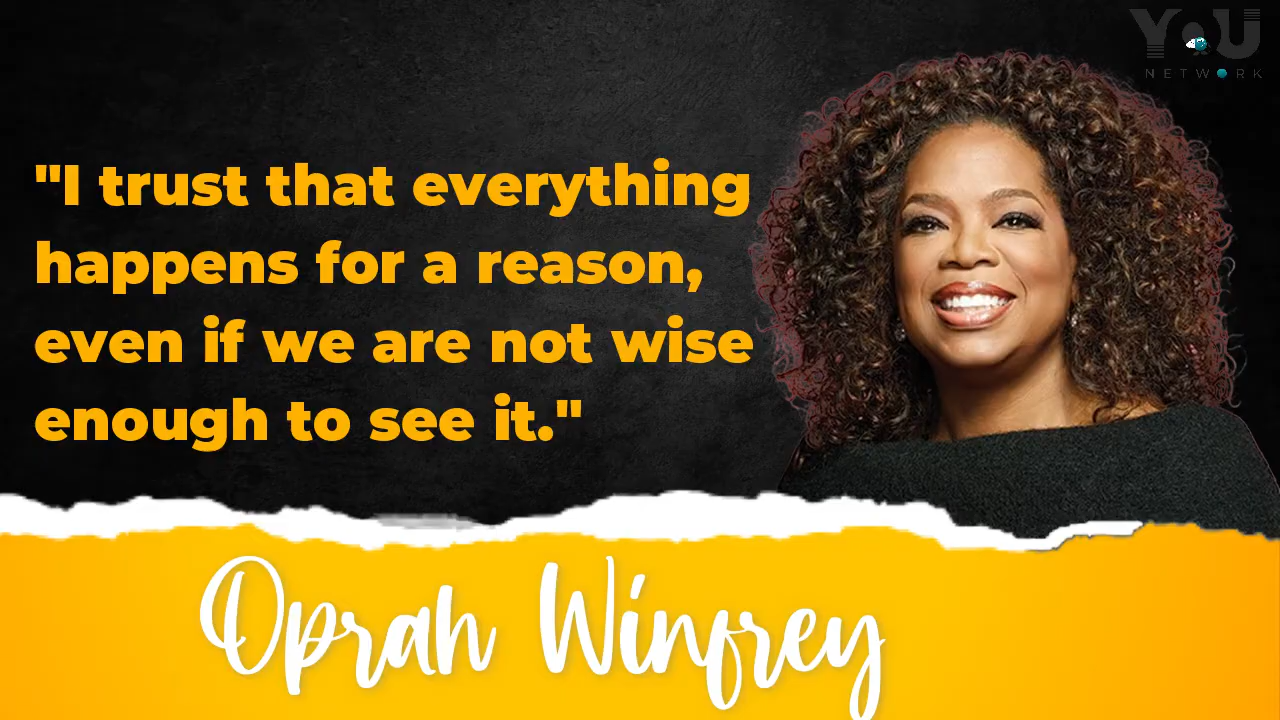 YOU
NETWORK
"I trust that everything
happens for a reason,
even if we are not wise
enough to see it."
Oprah Winfrey